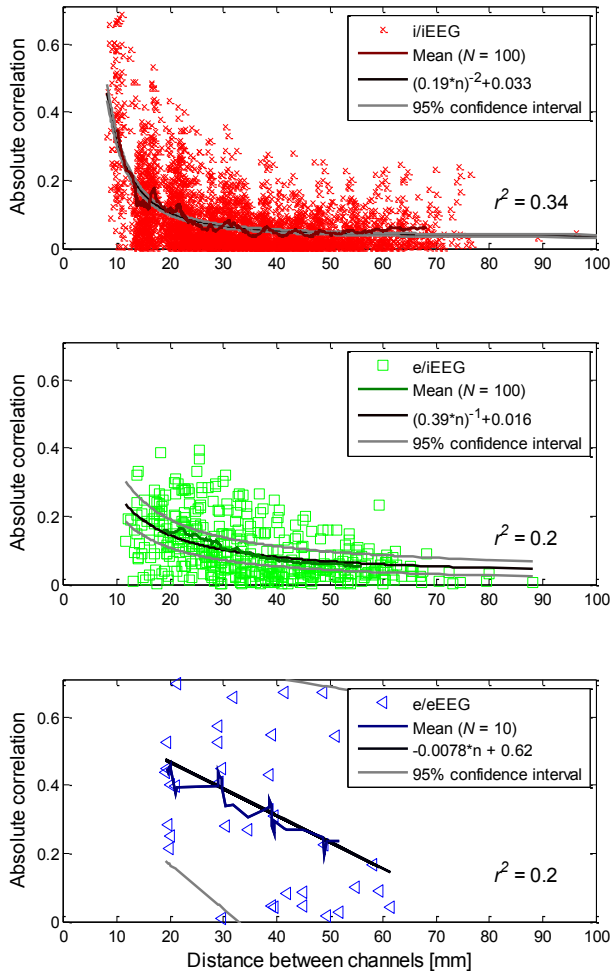 0.6
0.4
0.2
0
Absolute correlation
i/iEEG
Mean (N = 100)
(0.19*n)⁻²+0.033
95% confidence interval
r² = 0.34
0 10 20 30 40 50 60 70 80 90 100
0.6
0.4
0.2
0
Absolute correlation
e/iEEG
Mean (N = 100)
(0.39*n)⁻¹+0.016
95% confidence interval
r² = 0.2
0 10 20 30 40 50 60 70 80 90 100
0.6
0.4
0.2
0
Absolute correlation
e/eEEG
Mean (N = 10)
-0.0078*n + 0.62
95% confidence interval
r² = 0.2
0 10 20 30 40 50 60 70 80 90 100
Distance between channels [mm]